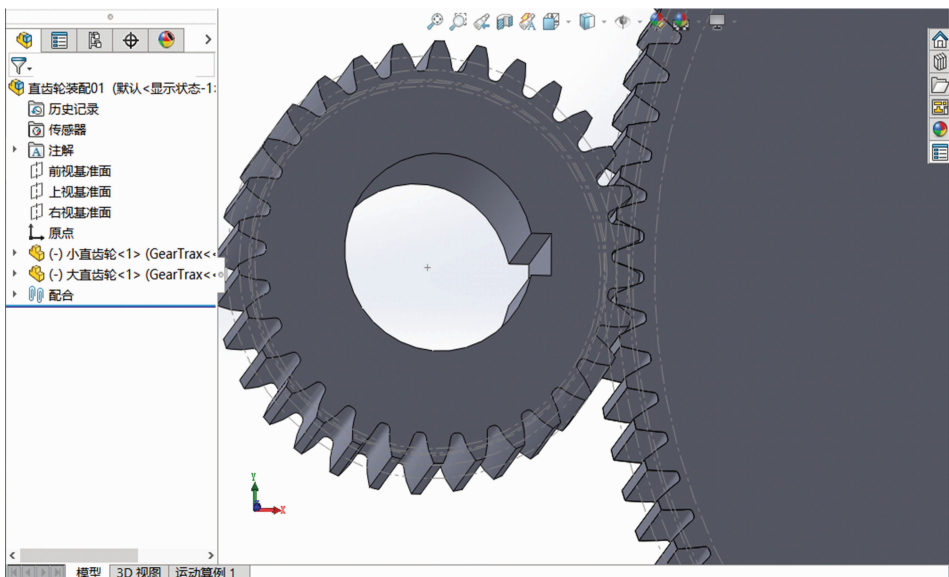 直齿轮装配01 (默认<显示状态-1:
历史记录
传感器
A 注解
前视基准面
上视基准面
右视基准面
原点
(-) 小直齿轮<1> (GearTrax<
(-) 大直齿轮<1> (GearTrax<
配合
Y
X
模型 3D 视图 运动算例 1